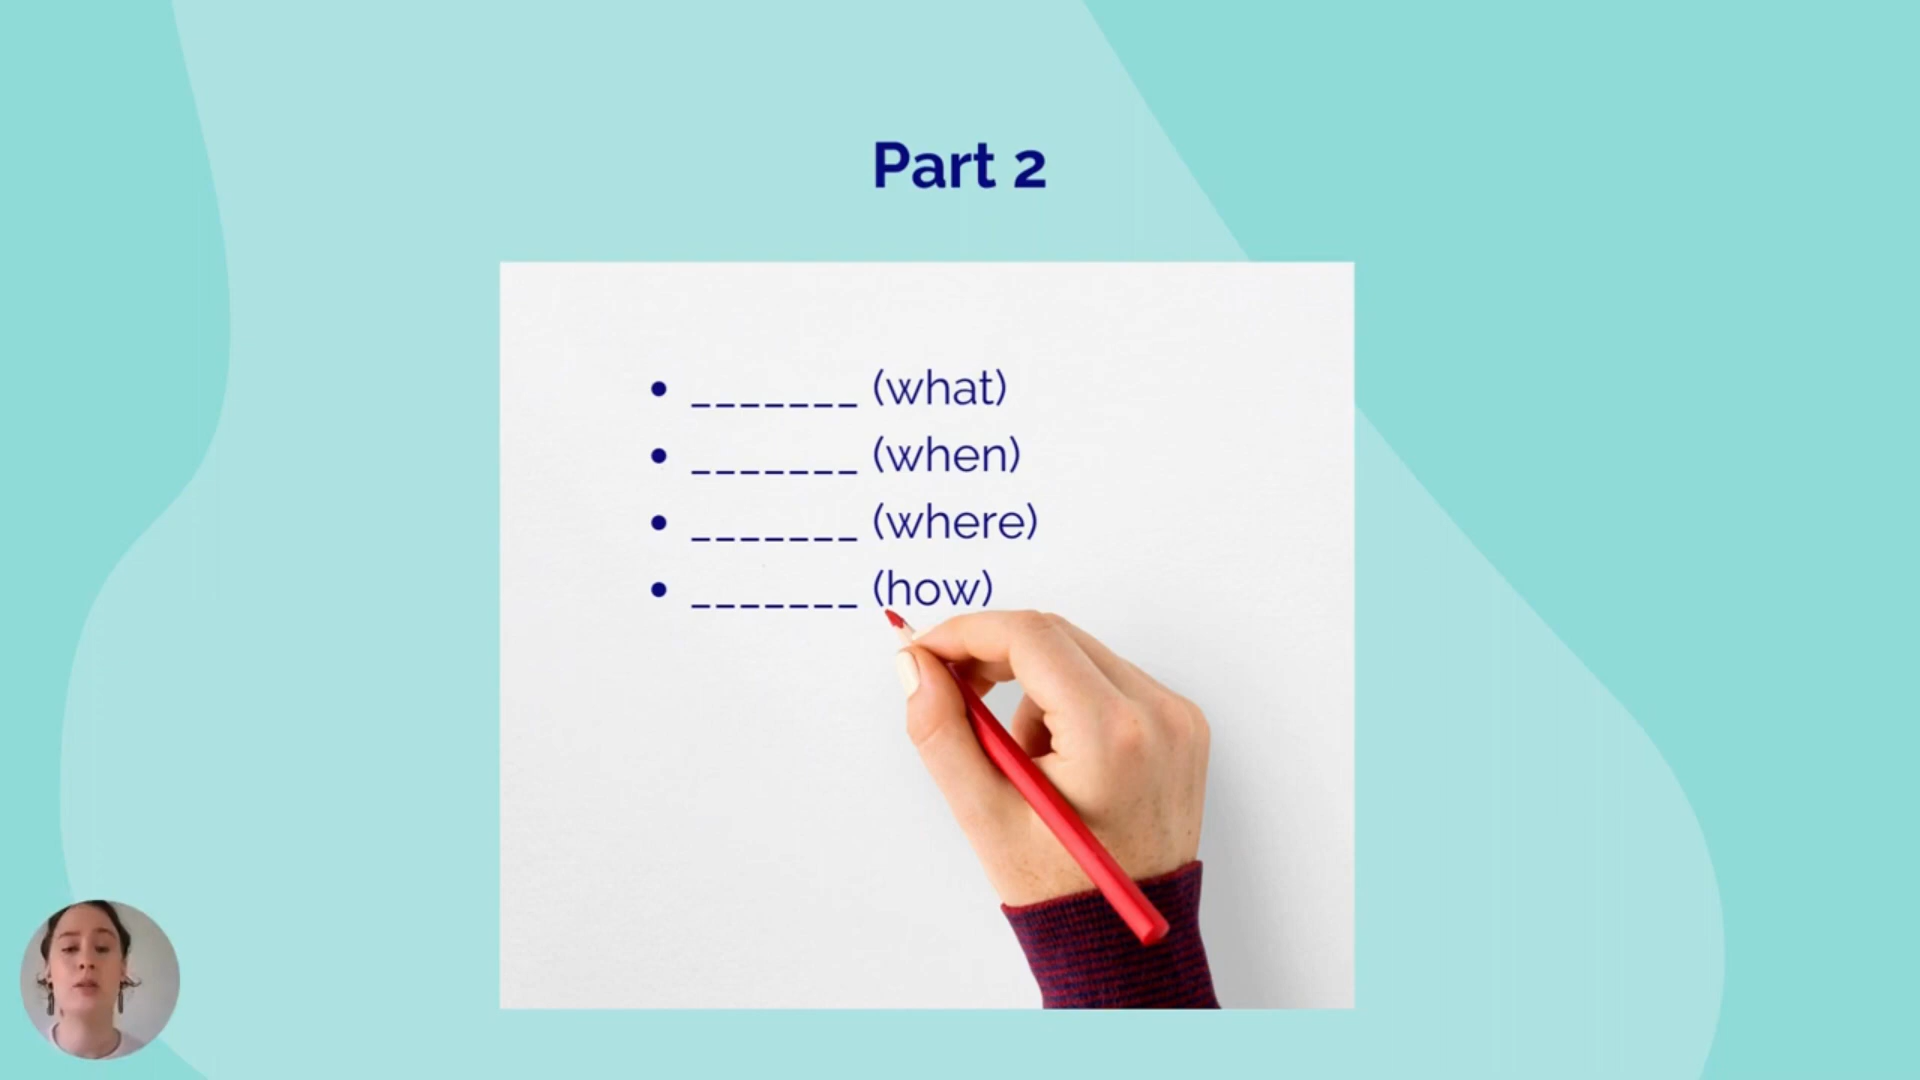 Part 2
• _______ (what)
• _______ (when)
• _______ (where)
• _______ (how)